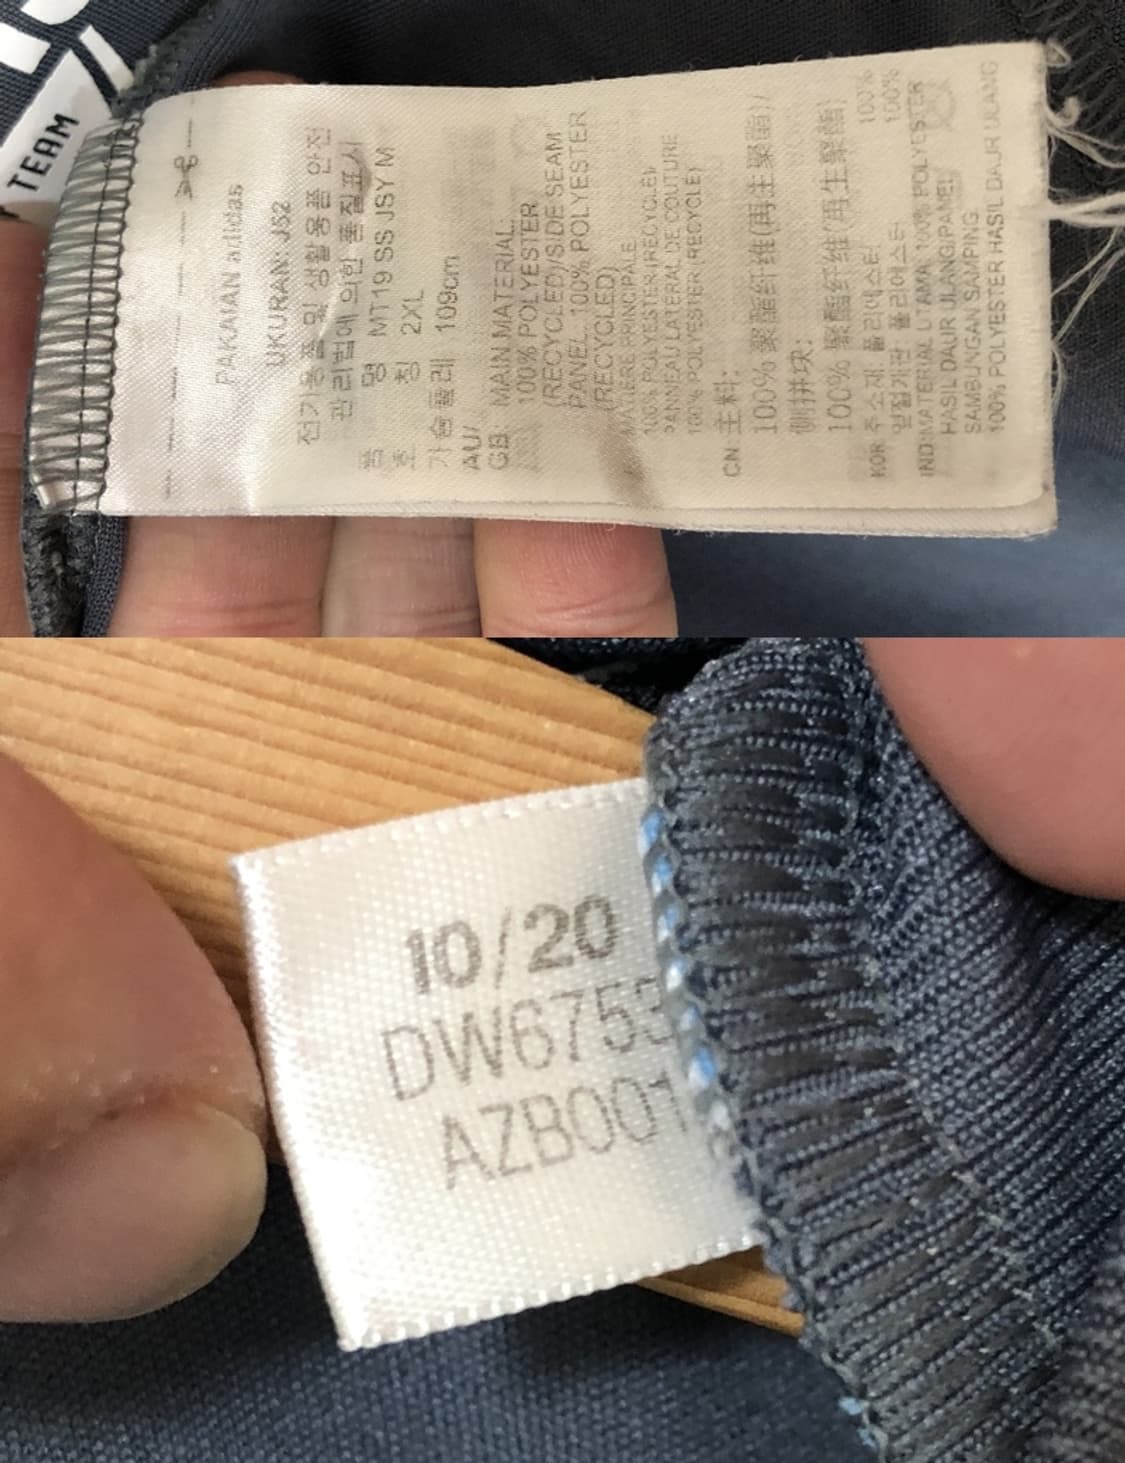 TEAM
PAKAIAN adidas
UKURAN: J52
전기용품 및 생활용품 안전
관리법에 의한 품질표시
품 명 MT19 SS JSY M
호 칭 2XL
가슴둘레 109cm
AU/
GB: MAIN MATERIAL:
100% POLYESTER
(RECYCLED)/SIDE SEAM
PANEL: 100% POLYESTER
(RECYCLED)
MATIÈRE PRINCIPALE
100% POLYESTER (RECYCLE)/
PANNEAU LATERAL DE COUTURE
100% POLYESTER (RECYCLE)
CN: 主料:
100% 聚酯纤维(再生聚酯)/
侧拼块:
100% 聚酯纤维(再生聚酯)
KOR 주소재: 폴리에스터 100%
옆절개판 폴리에스터 100%
IND: MATERIAL UTAMA 100% POLYESTER
HASIL DAUR ULANG/PANEL
SAMBUNGAN SAMPING
100% POLYESTER HASIL DAUR ULANG
10/20
DW6753
AZB001